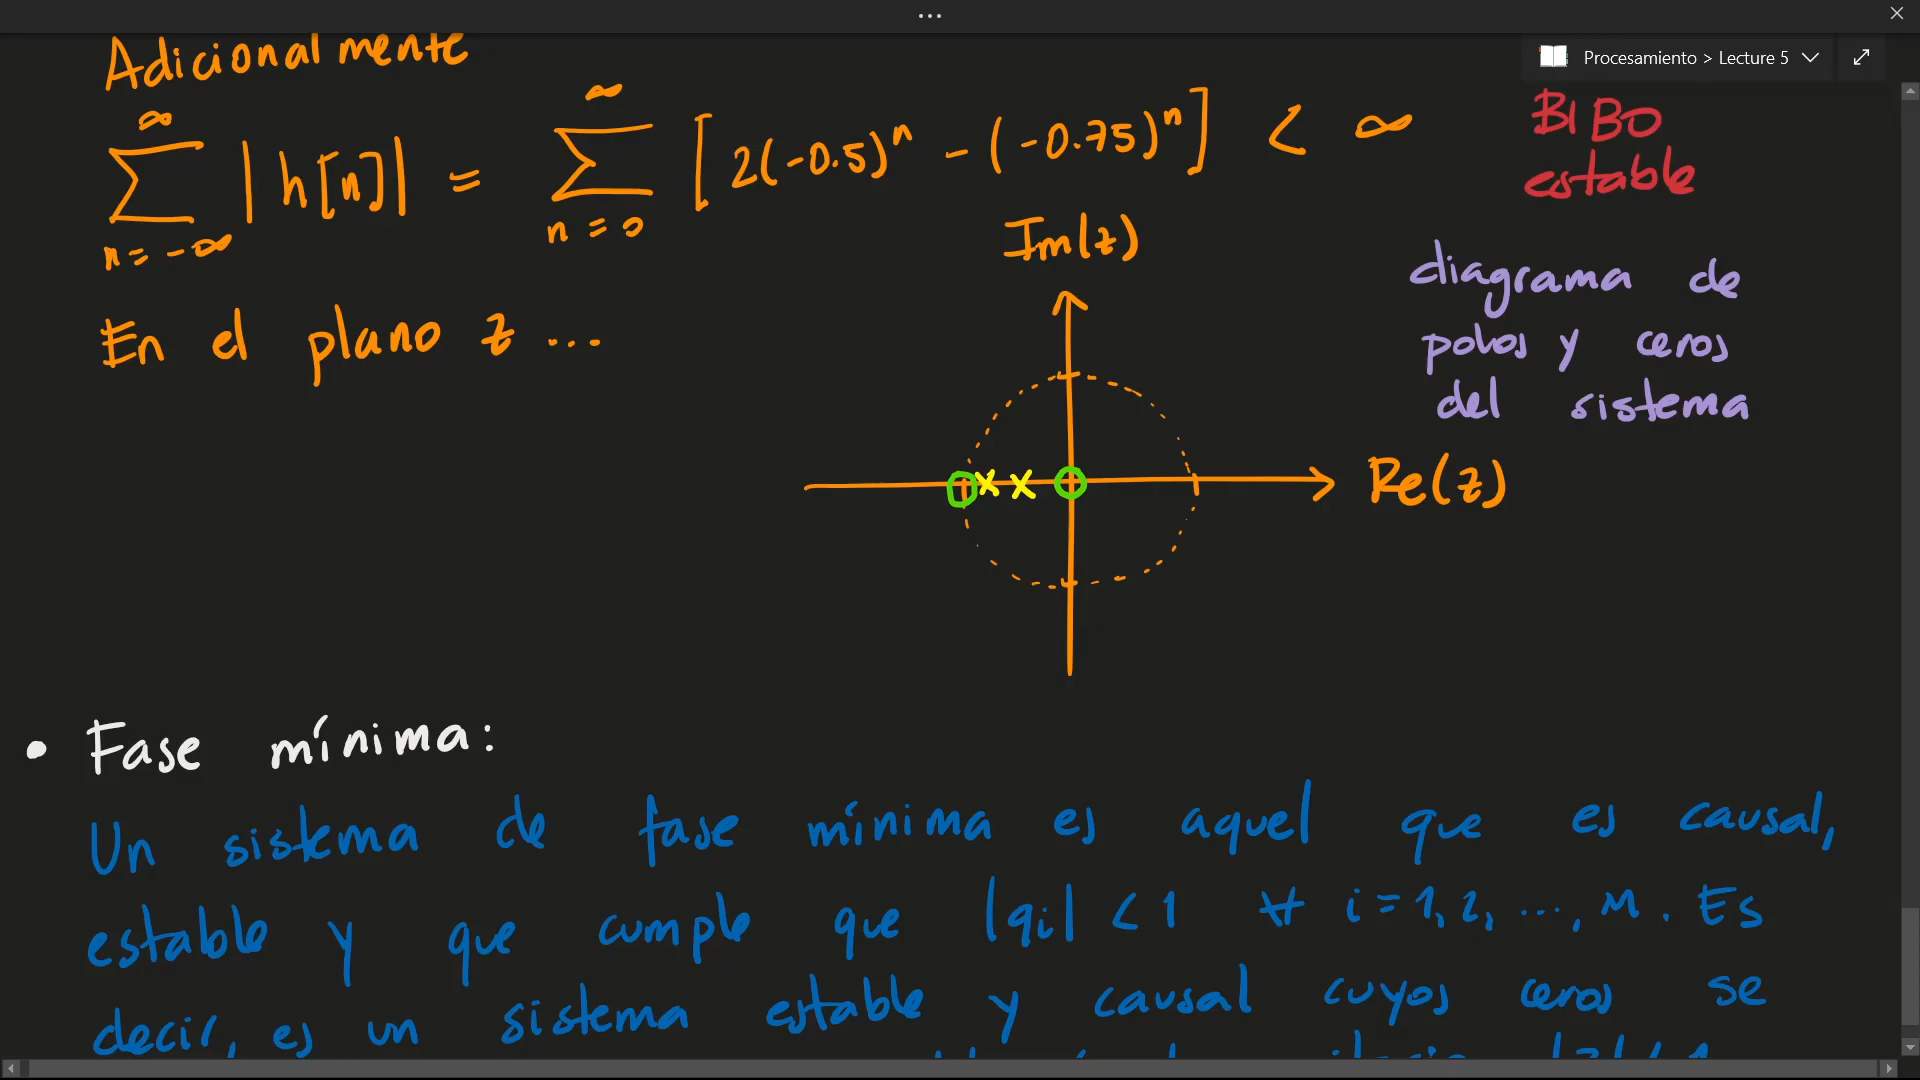 Procesamiento > Lecture 5
Adicionalmente
∞
∑ |h[n]| = ∑ [2(-0.5)ⁿ - (-0.75)ⁿ] < ∞
n=-∞
∞
n=0
BIBO
estable
Im(z)
diagrama de
polos y ceros
del sistema
En el plano z ...
Re(z)
• Fase mínima:
Un sistema de fase mínima es aquel que es causal,
estable y que cumple que |qi| < 1 ∀ i=1,2,...,M. Es
decir, es un sistema estable y causal cuyos ceros se